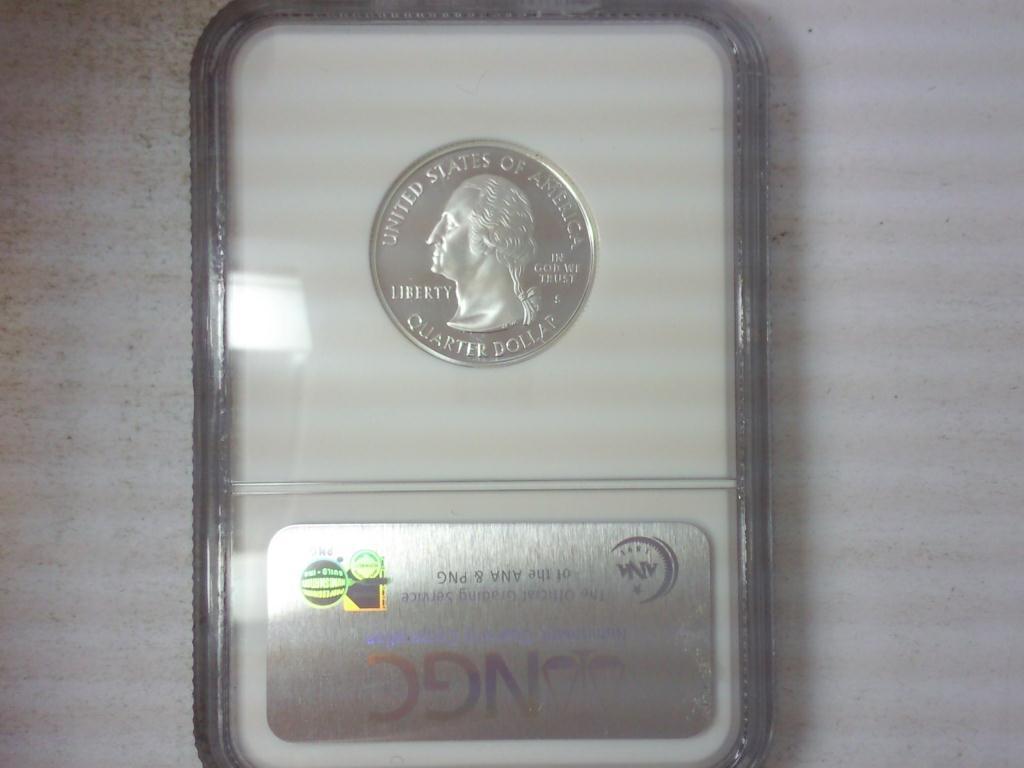 UNITED STATES OF AMERICA
LIBERTY
IN
GOD WE
TRUST
S
QUARTER DOLLAR
NGC
The Official Grading Service
of the ANA & PNG
ANA
1891
PNG